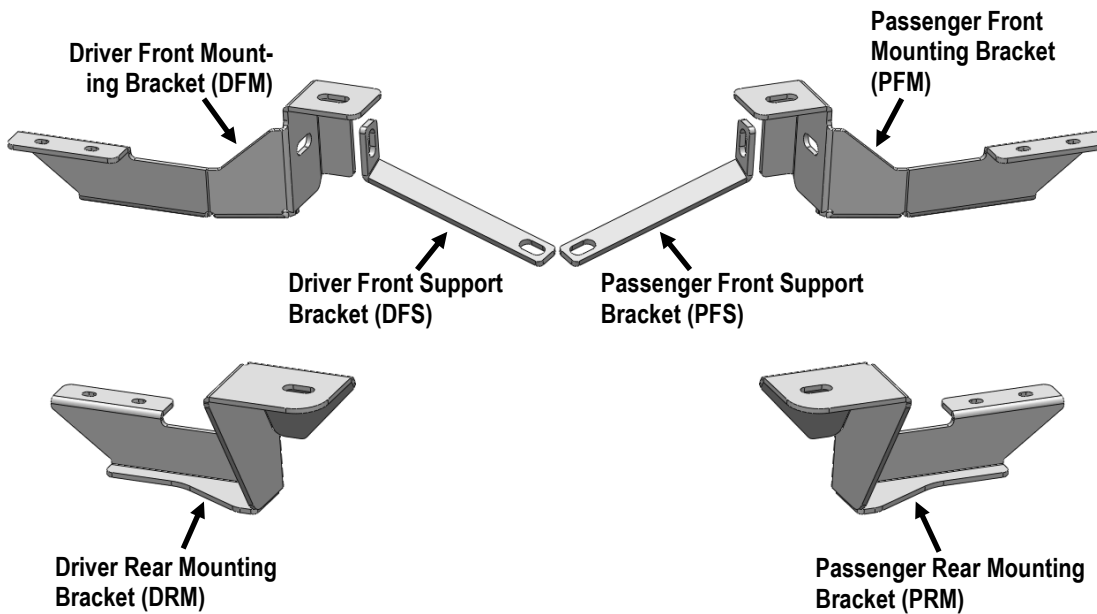 Driver Front Mount-
ing Bracket (DFM)
Passenger Front
Mounting Bracket
(PFM)
Driver Front Support
Bracket (DFS)
Passenger Front Support
Bracket (PFS)
Driver Rear Mounting
Bracket (DRM)
Passenger Rear Mounting
Bracket (PRM)